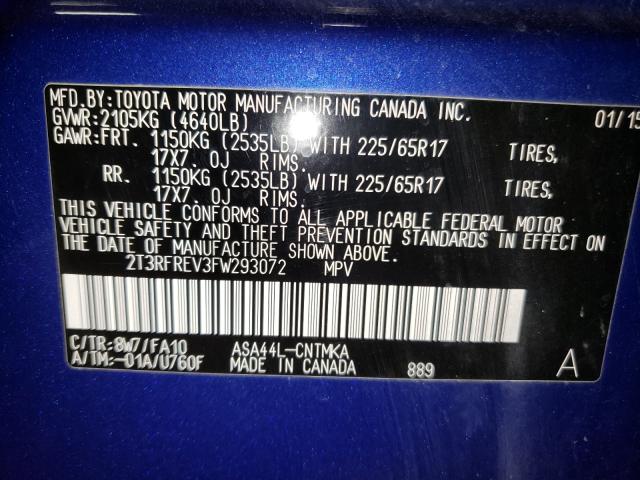 MFD.BY:TOYOTA MOTOR MANUFACTURING CANADA INC. 01/15
GVWR:2105KG (4640LB)
GAWR:FRT. 1150KG (2535LB) WITH 225/65R17 TIRES,
17X7.0J RIMS.
RR. 1150KG (2535LB) WITH 225/65R17 TIRES,
17X7.0J RIMS.
THIS VEHICLE CONFORMS TO ALL APPLICABLE FEDERAL MOTOR
VEHICLE SAFETY AND THEFT PREVENTION STANDARDS IN EFFECT ON
THE DATE OF MANUFACTURE SHOWN ABOVE.
2T3RFREV3FW293072 MPV
C/TR:8W7/FA10 ASA44L-CNTMKA
A/TM:-01A/U760F MADE IN CANADA 889 A